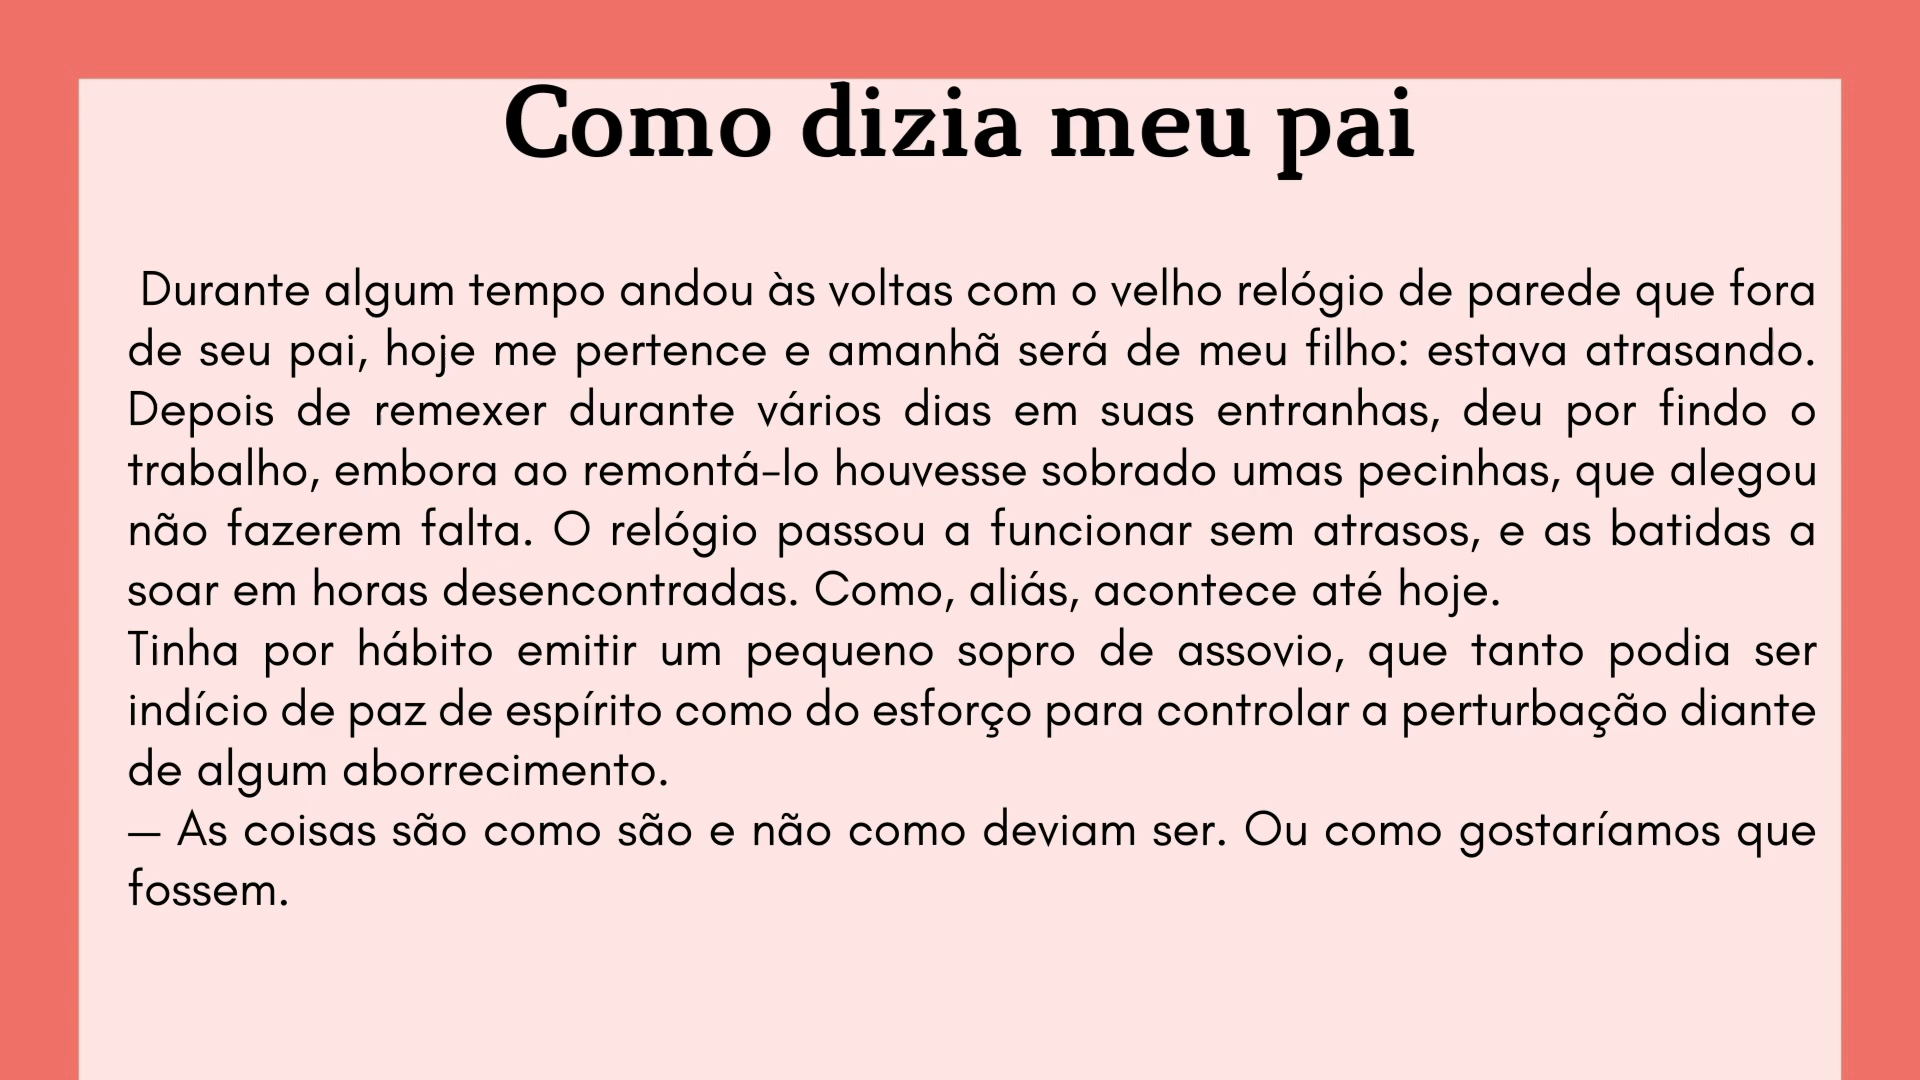 Como dizia meu pai
Durante algum tempo andou às voltas com o velho relógio de parede que fora
de seu pai, hoje me pertence e amanhã será de meu filho: estava atrasando.
Depois de remexer durante vários dias em suas entranhas, deu por findo o
trabalho, embora ao remontá-lo houvesse sobrado umas pecinhas, que alegou
não fazerem falta. O relógio passou a funcionar sem atrasos, e as batidas a
soar em horas desencontradas. Como, aliás, acontece até hoje.
Tinha por hábito emitir um pequeno sopro de assovio, que tanto podia ser
indício de paz de espírito como do esforço para controlar a perturbação diante
de algum aborrecimento.
— As coisas são como são e não como deviam ser. Ou como gostaríamos que
fossem.